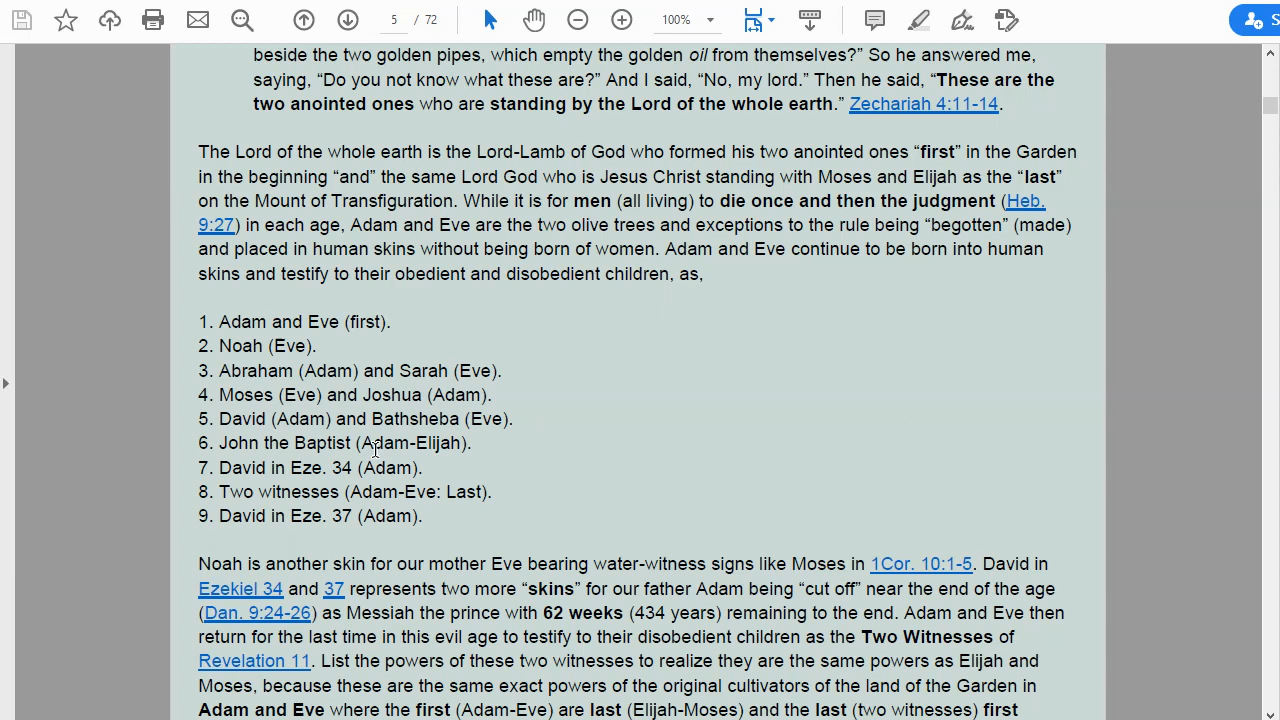 5 / 72
100%
S
beside the two golden pipes, which empty the golden oil from themselves?” So he answered me,
saying, “Do you not know what these are?” And I said, “No, my lord.” Then he said, “These are the
two anointed ones who are standing by the Lord of the whole earth.” Zechariah 4:11-14.
The Lord of the whole earth is the Lord-Lamb of God who formed his two anointed ones “first” in the Garden
in the beginning “and” the same Lord God who is Jesus Christ standing with Moses and Elijah as the “last”
on the Mount of Transfiguration. While it is for men (all living) to die once and then the judgment (Heb.
9:27) in each age, Adam and Eve are the two olive trees and exceptions to the rule being “begotten” (made)
and placed in human skins without being born of women. Adam and Eve continue to be born into human
skins and testify to their obedient and disobedient children, as,
1. Adam and Eve (first).
2. Noah (Eve).
3. Abraham (Adam) and Sarah (Eve).
4. Moses (Eve) and Joshua (Adam).
5. David (Adam) and Bathsheba (Eve).
6. John the Baptist (Adam-Elijah).
7. David in Eze. 34 (Adam).
8. Two witnesses (Adam-Eve: Last).
9. David in Eze. 37 (Adam).
Noah is another skin for our mother Eve bearing water-witness signs like Moses in 1Cor. 10:1-5. David in
Ezekiel 34 and 37 represents two more “skins” for our father Adam being “cut off” near the end of the age
(Dan. 9:24-26) as Messiah the prince with 62 weeks (434 years) remaining to the end. Adam and Eve then
return for the last time in this evil age to testify to their disobedient children as the Two Witnesses of
Revelation 11. List the powers of these two witnesses to realize they are the same powers as Elijah and
Moses, because these are the same exact powers of the original cultivators of the land of the Garden in
Adam and Eve where the first (Adam-Eve) are last (Elijah-Moses) and the last (two witnesses) first